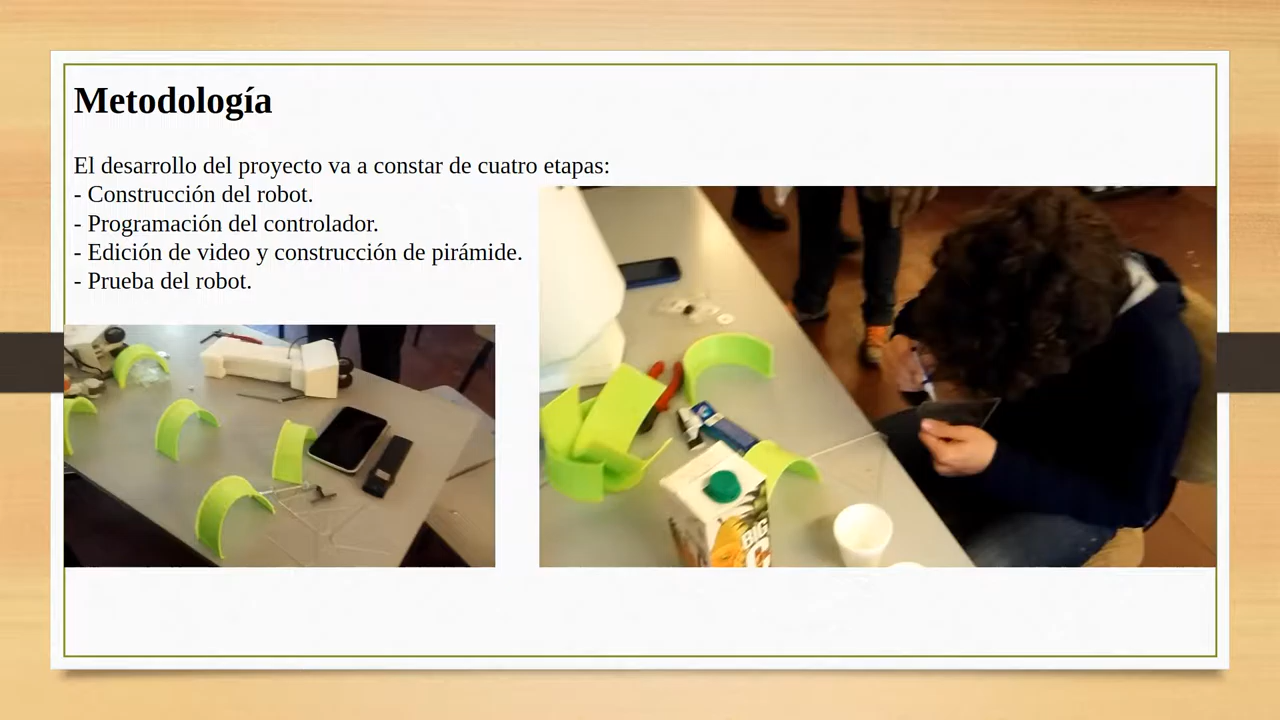 Metodología
El desarrollo del proyecto va a constar de cuatro etapas:
- Construcción del robot.
- Programación del controlador.
- Edición de video y construcción de pirámide.
- Prueba del robot.
BIG
C